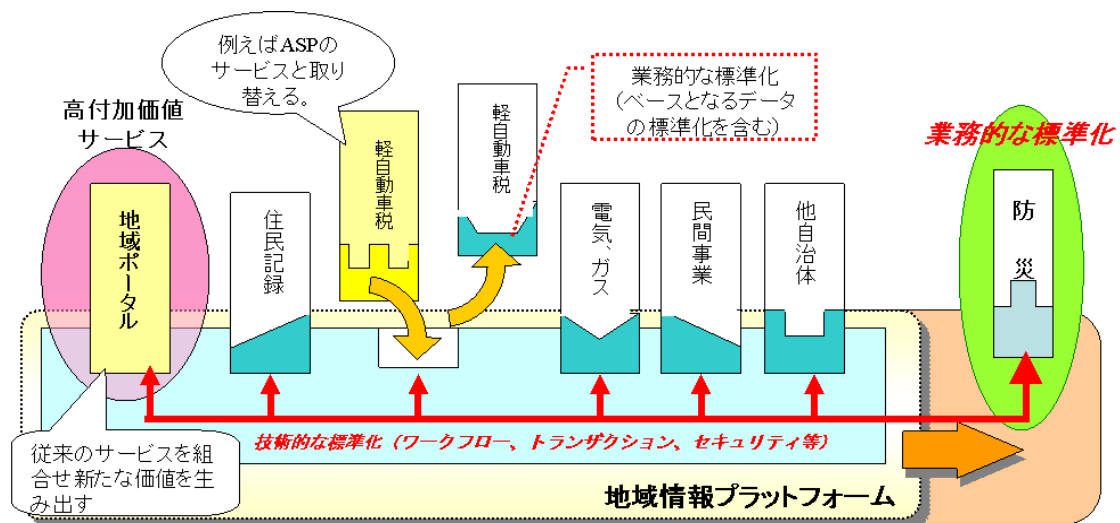 例えばASPの
サービスと取り
替える。
高付加価値
サービス
業務的な標準化
(ベースとなるデータ
の標準化を含む)
業務的な標準化
地域ポータル
住民記録
軽自動車税
軽自動車税
電気、ガス
民間事業
他自治体
防災
従来のサービスを組
合せ新たな価値を生
み出す
技術的な標準化(ワークフロー、トランザクション、セキュリティ等)
地域情報プラットフォーム